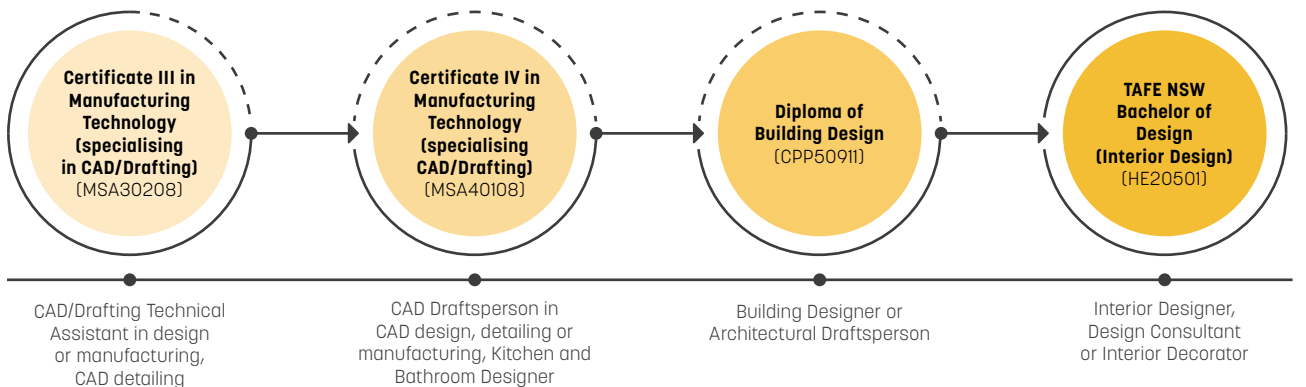 Certificate III in
Manufacturing
Technology
(specialising
in CAD/Drafting)
(MSA30208)
Certificate IV in
Manufacturing
Technology
(specialising
CAD/Drafting)
(MSA40108)
Diploma of
Building Design
(CPP50911)
TAFE NSW
Bachelor of
Design
(Interior Design)
(HE20501)
CAD/Drafting Technical
Assistant in design
or manufacturing,
CAD detailing
CAD Draftsperson in
CAD design, detailing or
manufacturing, Kitchen and
Bathroom Designer
Building Designer or
Architectural Draftsperson
Interior Designer,
Design Consultant
or Interior Decorator